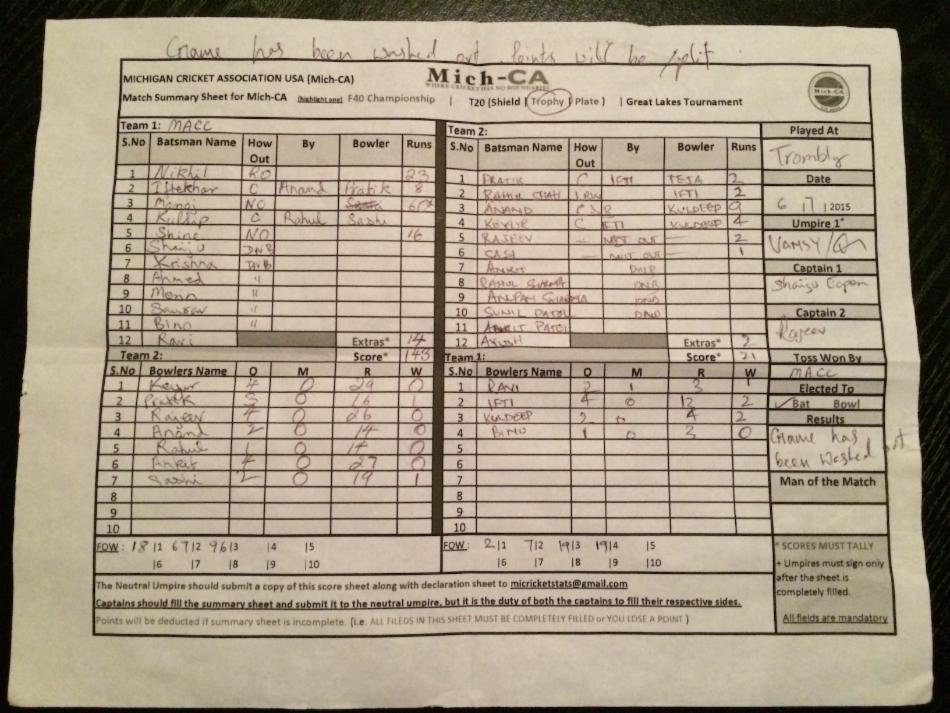 Game has been washed out. Points will be split
MICHIGAN CRICKET ASSOCIATION USA (Mich-CA)
Mich-CA
WHERE CRICKET HAS NO BOUNDARIES
Mich-CA
Match Summary Sheet for Mich-CA (highlight one) F40 Championship | T20 (Shield | Trophy | Plate) | Great Lakes Tournament
Team 1: MACC
S.No Batsman Name How Out By Bowler Runs
1 Nikhil RO 23
2 Iftekhar C Anand Pratik 8
3 Manoj NO
4 Kuldip C Rahul Sashi
5 Shine NO 16
6 Shaiju DNB
7 Krishna DNB
8 Ahmed "
9 "
10 "
11 Bino "
12 Ravi Extras* 14
Score* 143
Team 2:
S.No Bowlers Name O M R W
1 Keyur 4 0 29 0
2 Pratik 3 0 16 1
3 Rajeev 4 0 26 0
4 Anand 2 0 14 0
5 Rahul 1 0 14 0
6 Ankit 4 0 27 0
7 Sashi 2 0 19 1
8
9
10
FOW: 18|1 67|2 96|3 |4 |5
|6 |7 |8 |9 |10
Team 2:
S.No Batsman Name How Out By Bowler Runs
1 PRATIK C IFTI TEJA 2
2 RAHUL SHAH LBW IFTI 2
3 ANAND C&B KULDEEP 9
4 KEYUR C IFTI KULDEEP 4
5 RAJEEV NOT OUT 2
6 SASI NOT OUT 1
7 ANKIT DNB
8 RAHUL SHARMA DNB
9 ANUPAM SHARMA DNB
10 SUNIL PATEL DNB
11 PATEL
12 AYUSH Extras* 2
Score* 21
Team 1:
S.No Bowlers Name O M R W
1 RAVI 2 1 3 1
2 IFTI 4 0 12 2
3 KULDEEP 2 0 4 2
4 BINU 1 0 3 0
5
6
7
8
9
10
FOW: 2|1 7|2 19|3 19|4 |5
|6 |7 |8 |9 |10
Played At
Trombly
Date
6 | 7 | 2015
Umpire 1+
VAMSY
Captain 1
Shaiju
Captain 2
Rajeev
Toss Won By
MACC
Elected To
✓Bat Bowl
Results
Game has
been washed out
Man of the Match
* SCORES MUST TALLY
+ Umpires must sign only
after the sheet is
completely filled.
All fields are mandatory
The Neutral Umpire should submit a copy of this score sheet along with declaration sheet to micricketstats@gmail.com
Captains should fill the summary sheet and submit it to the neutral umpire, but it is the duty of both the captains to fill their respective sides.
Points will be deducted if summary sheet is incomplete. (i.e. ALL FILEDS IN THIS SHEET MUST BE COMPLETELY FILLED or YOU LOSE A POINT )